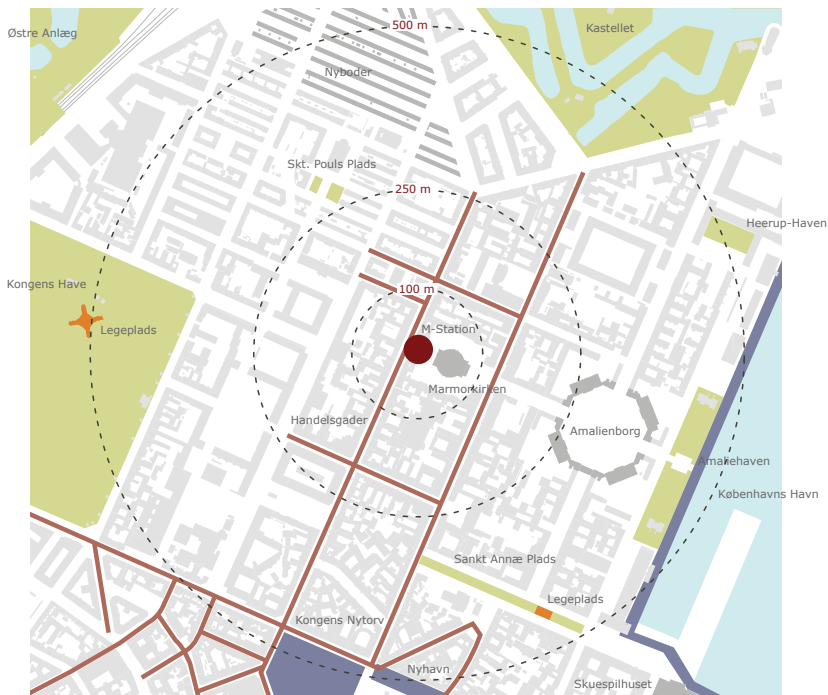 500 m
Kastellet
Østre Anlæg
Nyboder
Skt. Pouls Plads
250 m
Heerup-Haven
Kongens Have
100 m
Legeplads
M-Station
Marmorkirken
Handelsgader
Amalienborg
Amaliehaven
Københavns Havn
Sankt Annæ Plads
Legeplads
Kongens Nytorv
Nyhavn
Skuespilhuset